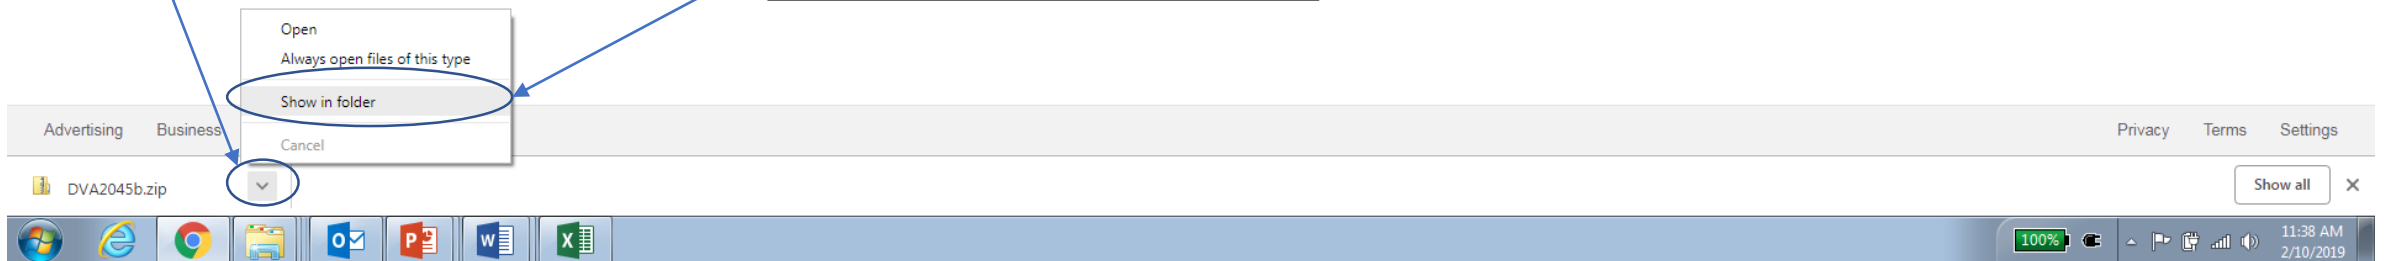 Open
Always open files of this type
Show in folder
Cancel
Advertising Business
Privacy Terms Settings
DVA2045b.zip
Show all
100%
11:38 AM
2/10/2019